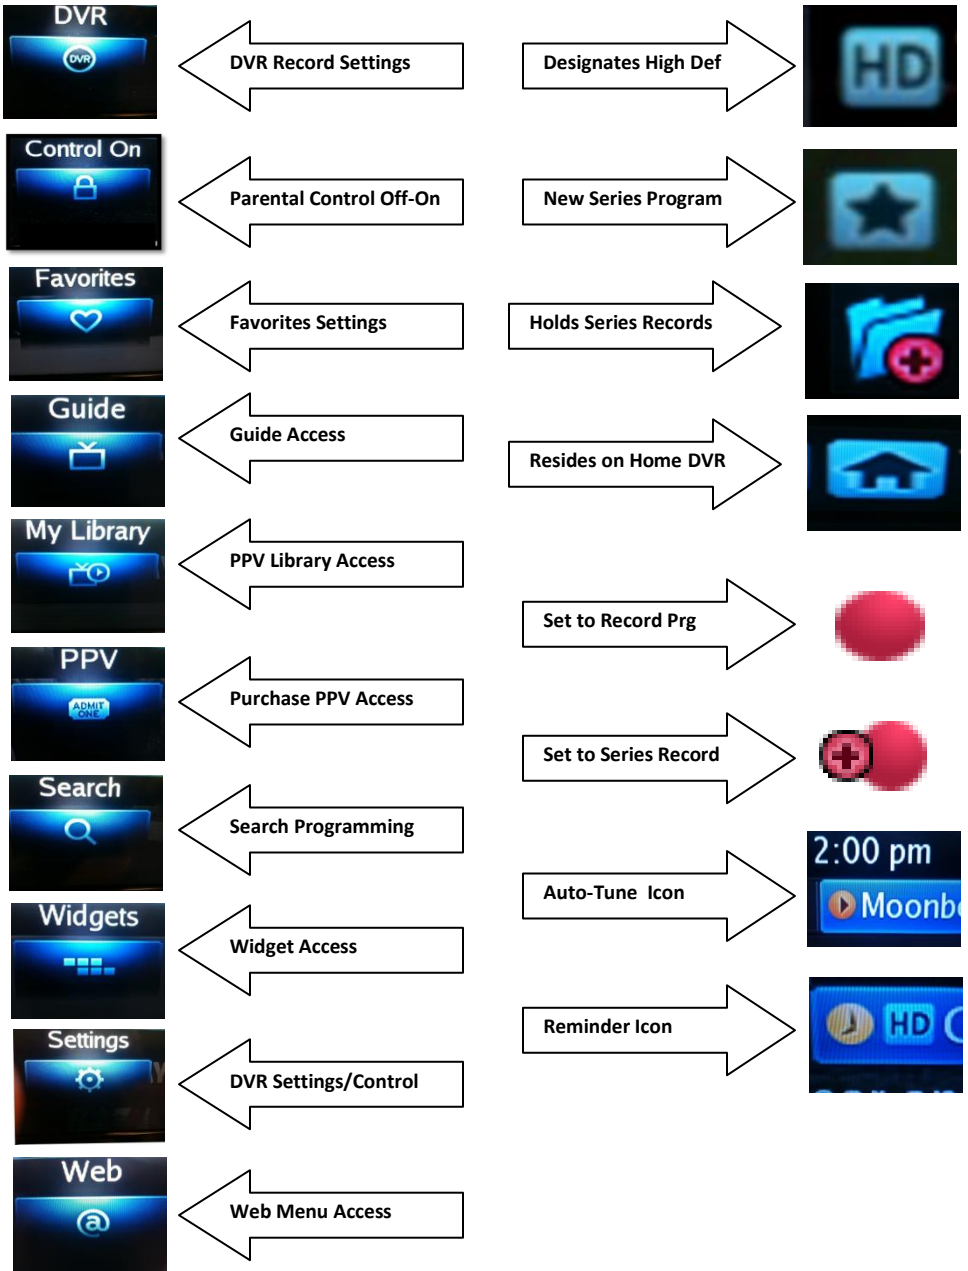 DVR
DVR
DVR Record Settings
Designates High Def
HD
Control On
Parental Control Off-On
New Series Program
Favorites
Favorites Settings
Holds Series Records
Guide
Guide Access
Resides on Home DVR
My Library
PPV Library Access
Set to Record Prg
PPV
ADMIT
ONE
Purchase PPV Access
Set to Series Record
Search
Search Programming
2:00 pm
Auto-Tune Icon
Moonb
Widgets
Widget Access
Reminder Icon
HD
Settings
DVR Settings/Control
Web
@
Web Menu Access